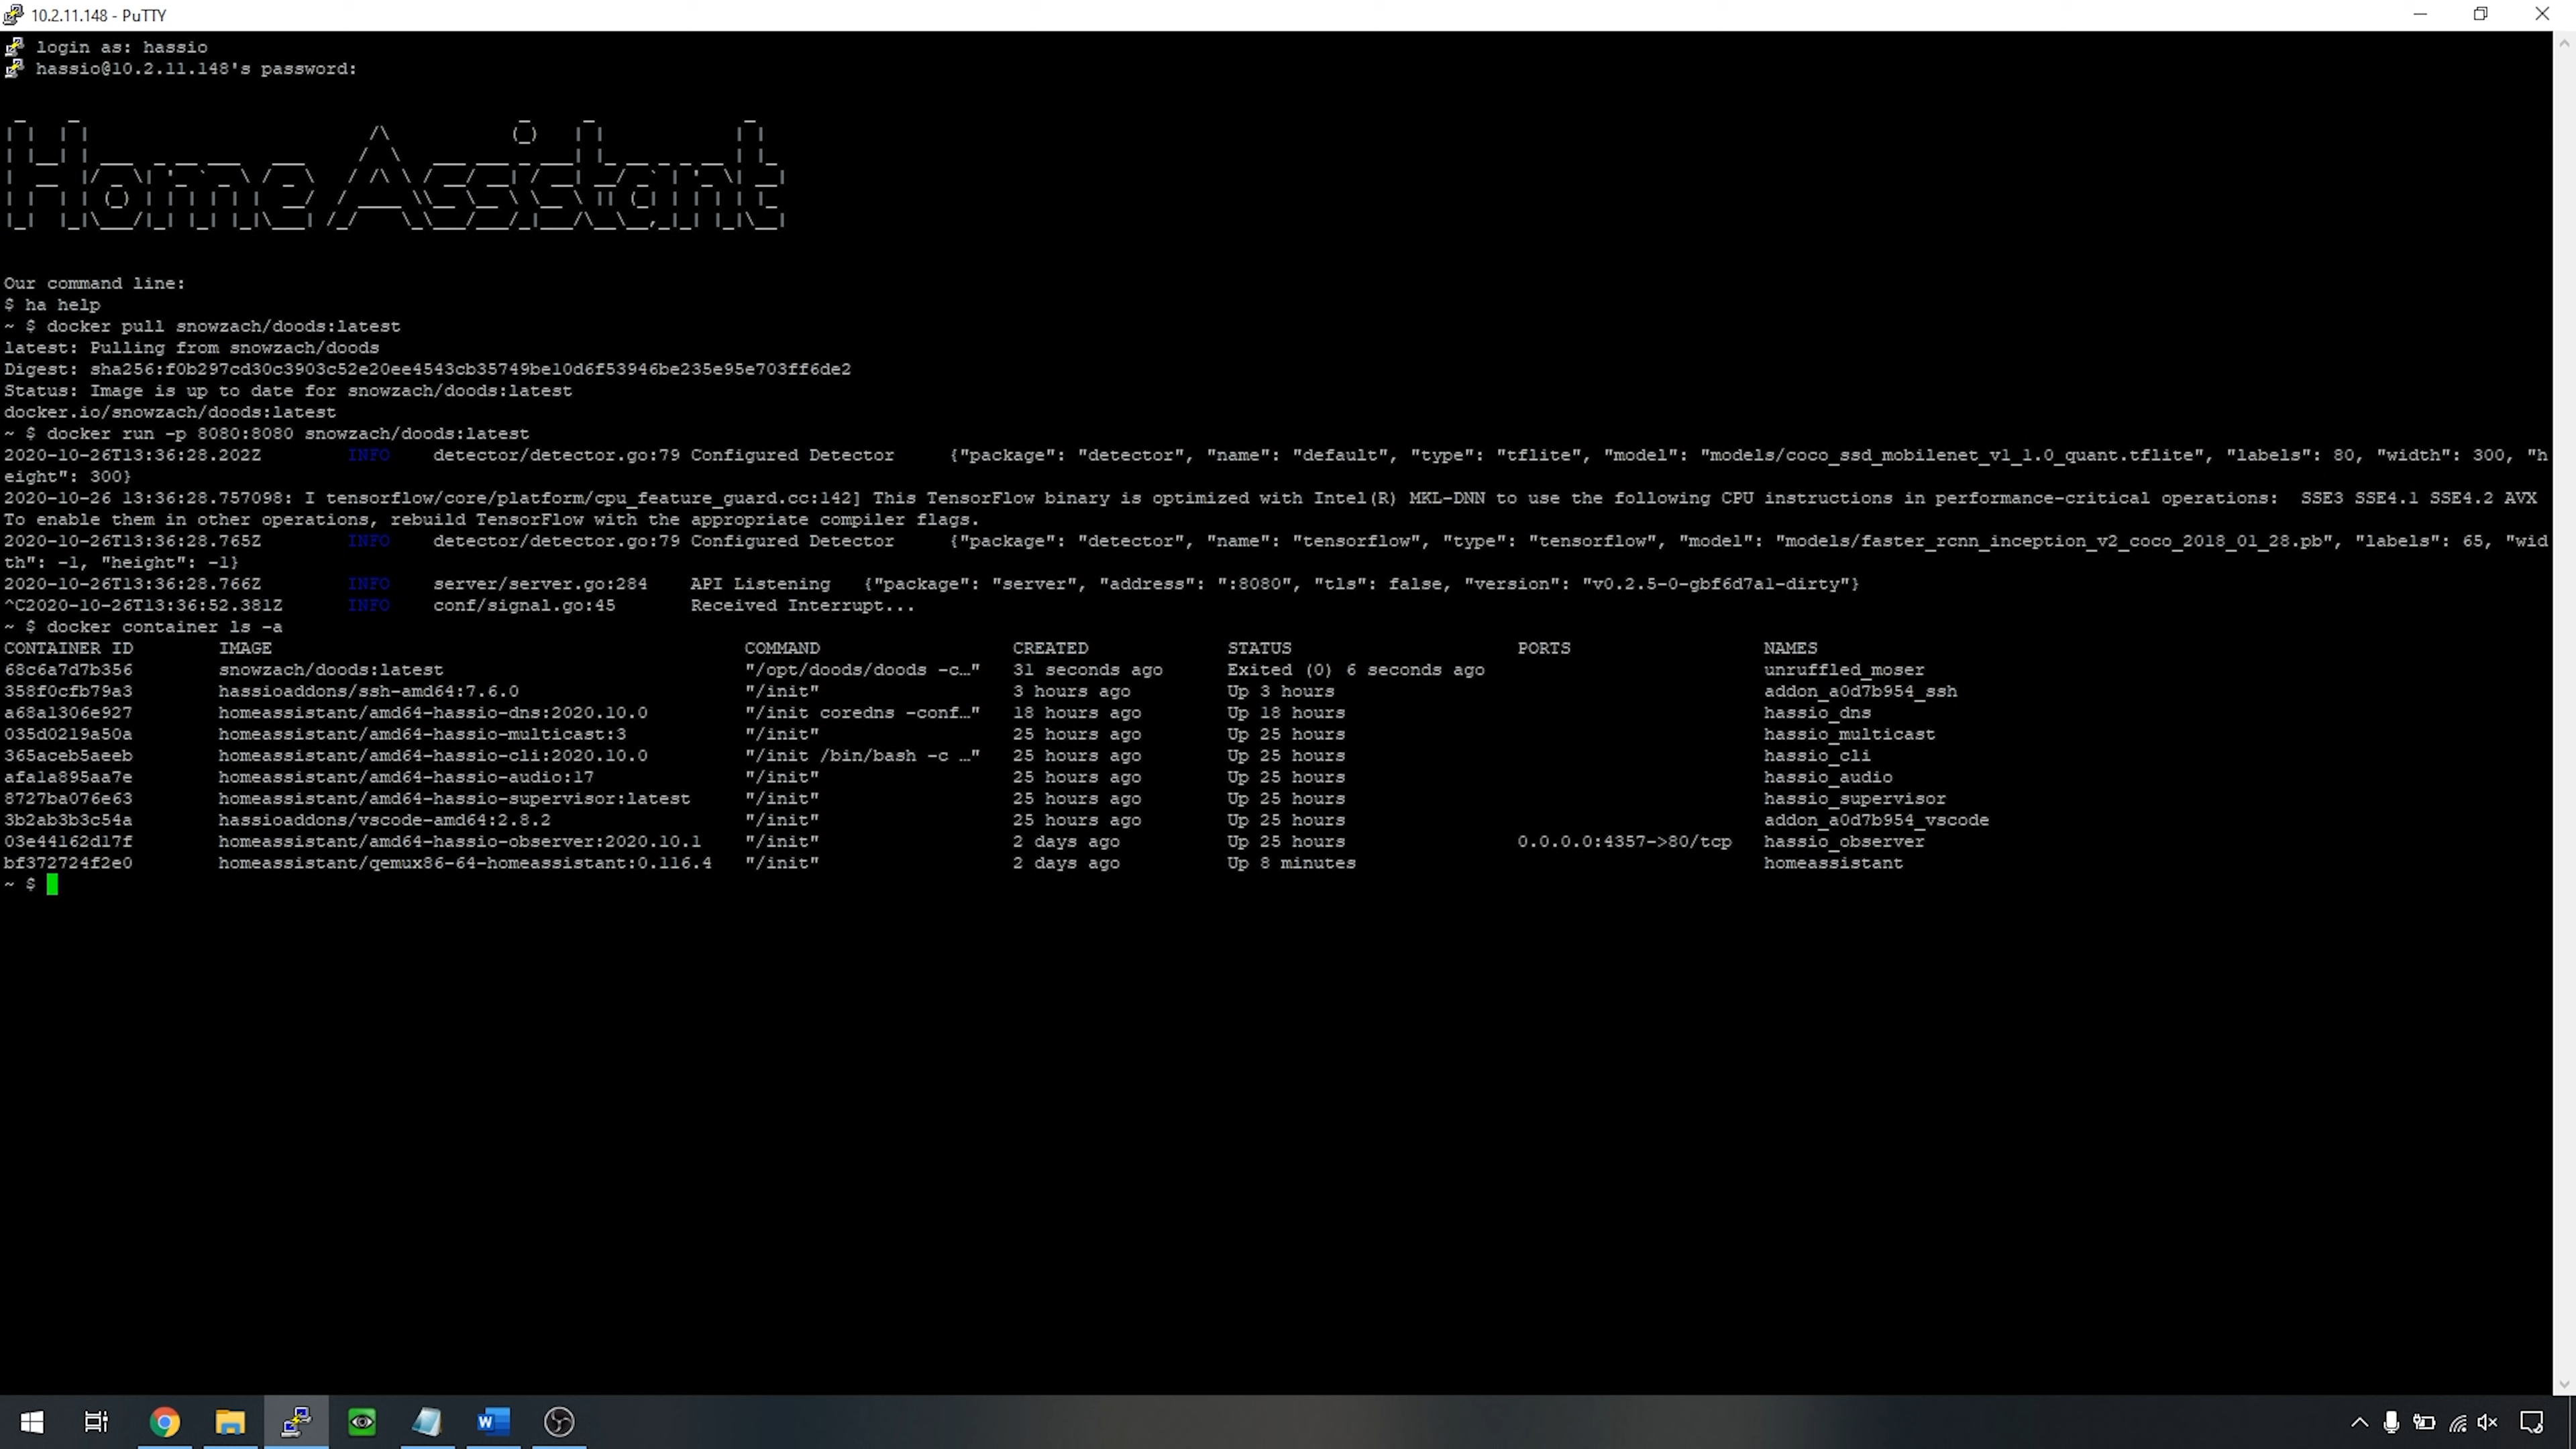 10.2.11.148 - PuTTY
login as: hassio
hassio@10.2.11.148's password:
Home Assistant
Our command line:
$ ha help
~ $ docker pull snowzach/doods:latest
latest: Pulling from snowzach/doods
Digest: sha256:f0b297cd30c3903c52e20ee4543cb35749be10d6f53946be235e95e703ff6de2
Status: Image is up to date for snowzach/doods:latest
docker.io/snowzach/doods:latest
~ $ docker run -p 8080:8080 snowzach/doods:latest
2020-10-26T13:36:28.202Z INFO detector/detector.go:79 Configured Detector {"package": "detector", "name": "default", "type": "tflite", "model": "models/coco_ssd_mobilenet_v1_1.0_quant.tflite", "labels": 80, "width": 300, "h
eight": 300}
2020-10-26 13:36:28.757098: I tensorflow/core/platform/cpu_feature_guard.cc:142] This TensorFlow binary is optimized with Intel(R) MKL-DNN to use the following CPU instructions in performance-critical operations:  SSE3 SSE4.1 SSE4.2 AVX
To enable them in other operations, rebuild TensorFlow with the appropriate compiler flags.
2020-10-26T13:36:28.765Z INFO detector/detector.go:79 Configured Detector {"package": "detector", "name": "tensorflow", "type": "tensorflow", "model": "models/faster_rcnn_inception_v2_coco_2018_01_28.pb", "labels": 65, "wid
th": -1, "height": -1}
2020-10-26T13:36:28.766Z INFO server/server.go:284 API Listening {"package": "server", "address": ":8080", "tls": false, "version": "v0.2.5-0-gbf6d7a1-dirty"}
^C2020-10-26T13:36:52.381Z INFO conf/signal.go:45 Received Interrupt...
~ $ docker container ls -a
CONTAINER ID IMAGE COMMAND CREATED STATUS PORTS NAMES
68c6a7d7b356 snowzach/doods:latest "/opt/doods/doods -c…" 31 seconds ago Exited (0) 6 seconds ago unruffled_moser
358f0cfb79a3 hassioaddons/ssh-amd64:7.6.0 "/init" 3 hours ago Up 3 hours addon_a0d7b954_ssh
a68a1306e927 homeassistant/amd64-hassio-dns:2020.10.0 "/init coredns -conf…" 18 hours ago Up 18 hours hassio_dns
035d0219a50a homeassistant/amd64-hassio-multicast:3 "/init" 25 hours ago Up 25 hours hassio_multicast
365aceb5aeeb homeassistant/amd64-hassio-cli:2020.10.0 "/init /bin/bash -c …" 25 hours ago Up 25 hours hassio_cli
afa1a895aa7e homeassistant/amd64-hassio-audio:17 "/init" 25 hours ago Up 25 hours hassio_audio
8727ba076e63 homeassistant/amd64-hassio-supervisor:latest "/init" 25 hours ago Up 25 hours hassio_supervisor
3b2ab3b3c54a hassioaddons/vscode-amd64:2.8.2 "/init" 25 hours ago Up 25 hours addon_a0d7b954_vscode
03e44162d17f homeassistant/amd64-hassio-observer:2020.10.1 "/init" 2 days ago Up 25 hours 0.0.0.0:4357->80/tcp hassio_observer
bf372724f2e0 homeassistant/qemux86-64-homeassistant:0.116.4 "/init" 2 days ago Up 8 minutes homeassistant
~ $